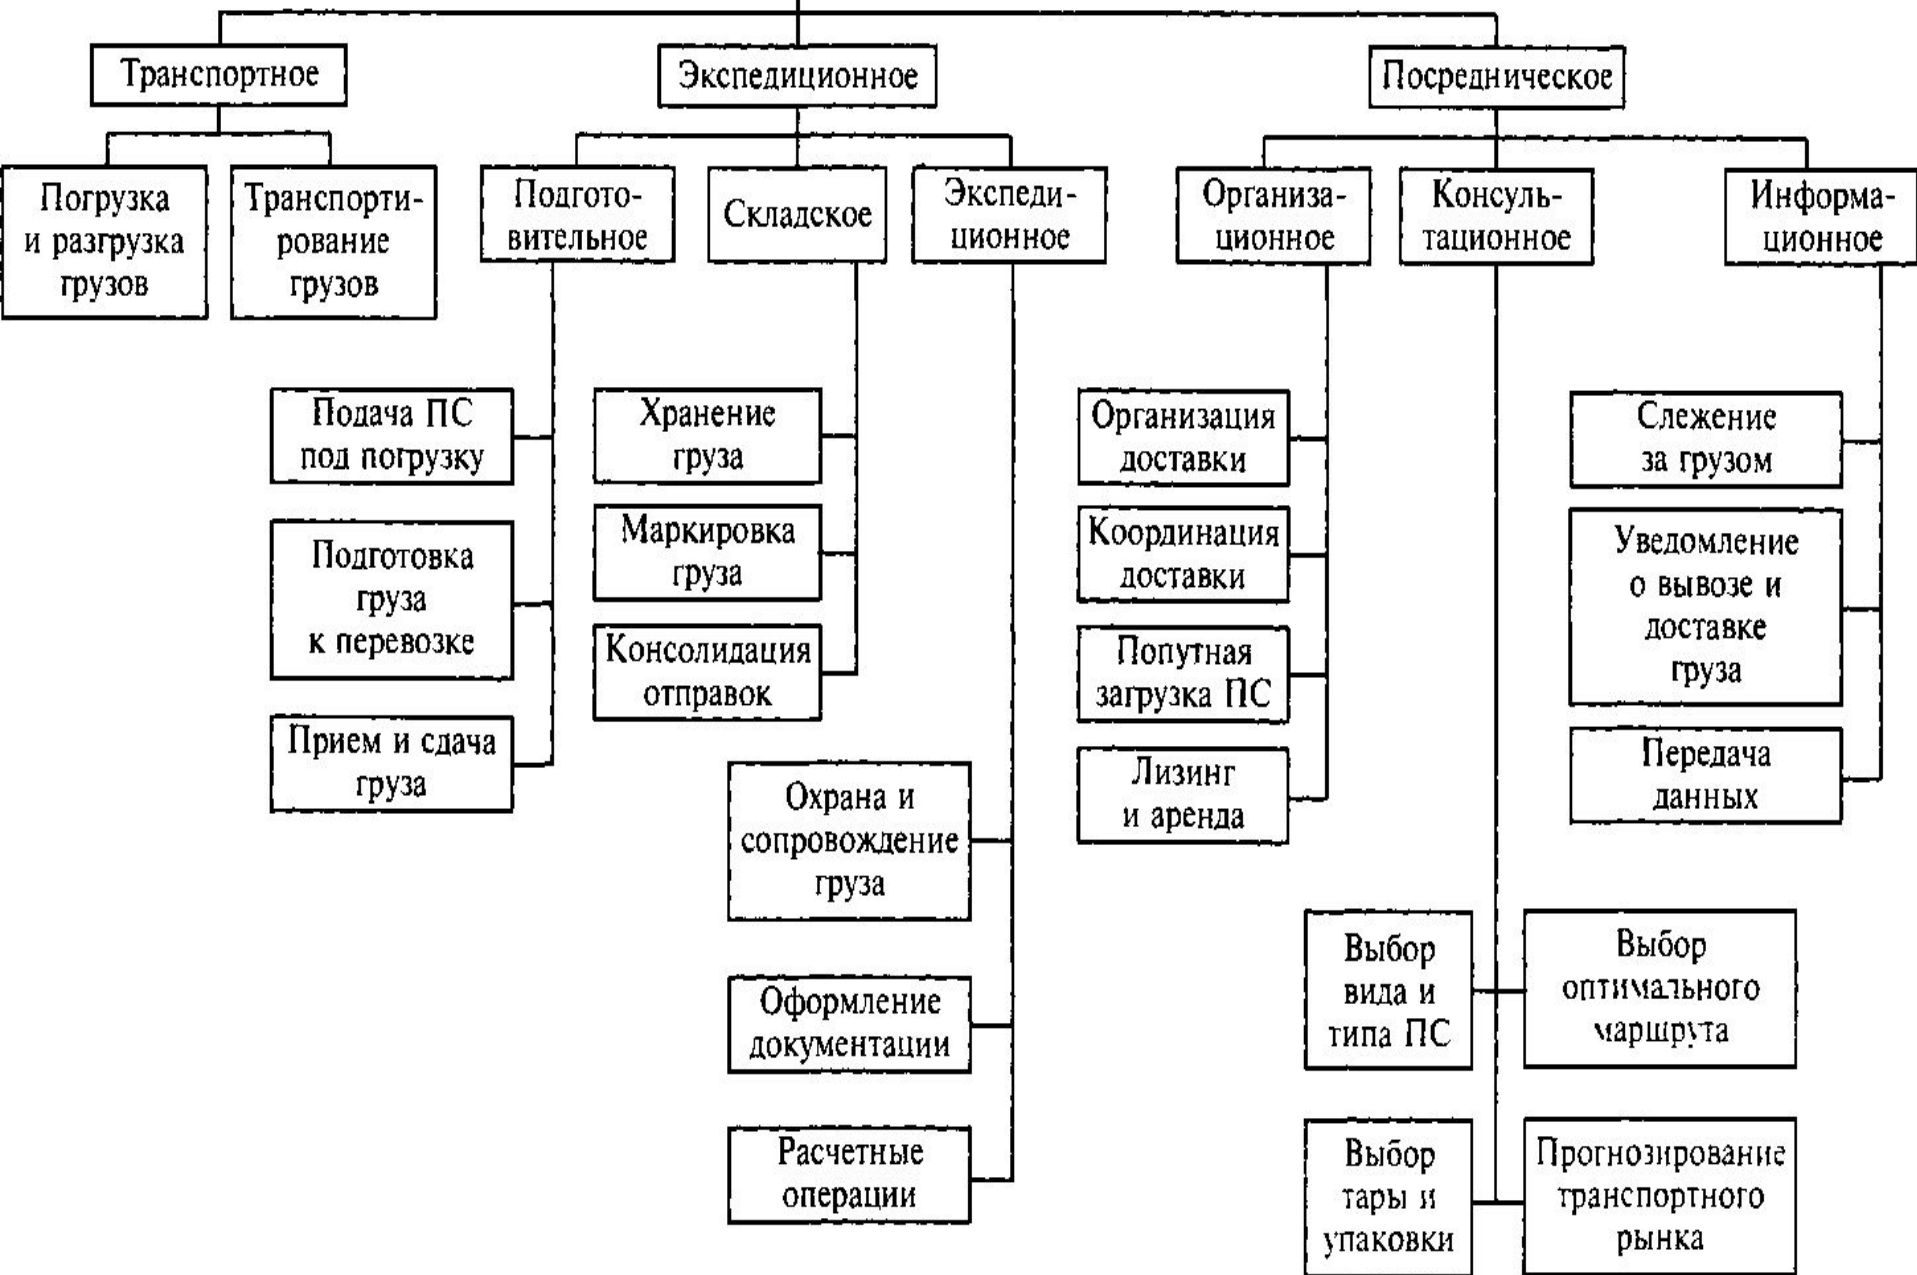 Транспортное
Экспедиционное
Посредническое
Погрузка
и разгрузка
грузов
Транспорти-
рование
грузов
Подгото-
вительное
Складское
Экспеди-
ционное
Организа-
ционное
Консуль-
тационное
Информа-
ционное
Подача ПС
под погрузку
Подготовка
груза
к перевозке
Прием и сдача
груза
Хранение
груза
Маркировка
груза
Консолидация
отправок
Охрана и
сопровождение
груза
Оформление
документации
Расчетные
операции
Организация
доставки
Координация
доставки
Попутная
загрузка ПС
Лизинг
и аренда
Выбор
вида и
типа ПС
Выбор
оптимального
маршрута
Выбор
тары и
упаковки
Прогнозирование
транспортного
рынка
Слежение
за грузом
Уведомление
о вывозе и
доставке
груза
Передача
данных